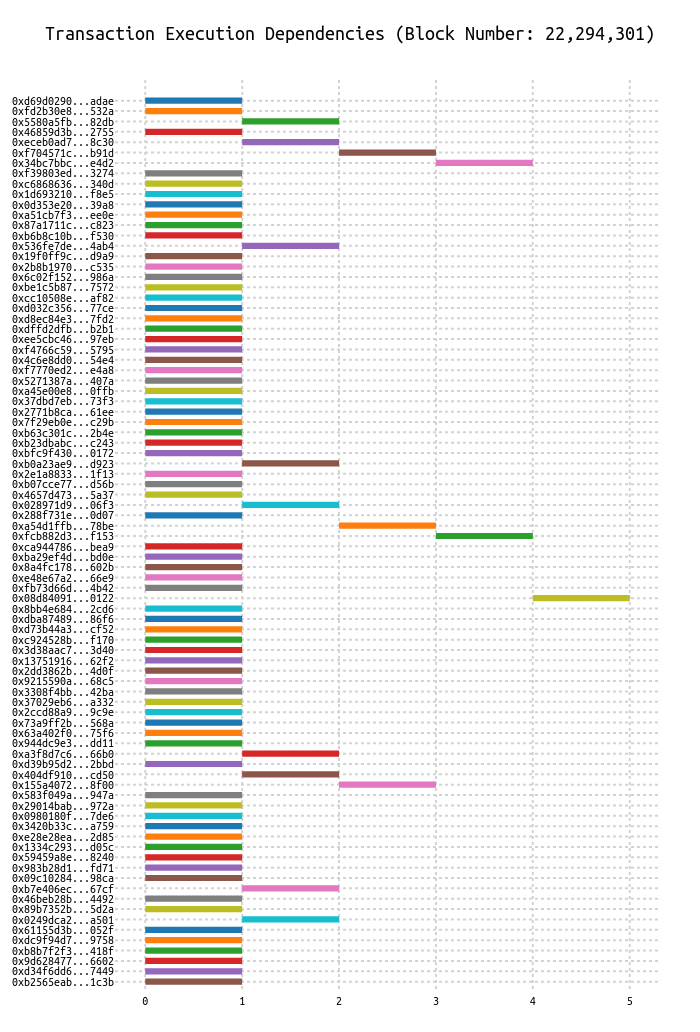 Transaction Execution Dependencies (Block Number: 22,294,301)
0xd69d0290...adae
0xfd2b30e8...532a
0x5580a5fb...82db
0x46859d3b...2755
0xeceb0ad7...8c30
0xf704571c...b91d
0x34bc7bbc...e4d2
0xf39803ed...3274
0xc6868636...340d
0x1d693210...f8e5
0x0d353e20...39a8
0xa51cb7f3...ee0e
0x87a1711c...c823
0xb6b8c10b...f530
0x536fe7de...4ab4
0x19f0ff9c...d9a9
0x2b8b1970...c535
0x6c02f152...986a
0xbe1c5b87...7572
0xcc10508e...af82
0xd032c356...77ce
0xd8ec84e3...7fd2
0xdffd2dfb...b2b1
0xee5cbc46...97eb
0xf4766c59...5795
0x4c6e8dd0...54e4
0xf7770ed2...e4a8
0x5271387a...407a
0xa45e00e8...0ffb
0x37dbd7eb...73f3
0x2771b8ca...61ee
0x7f29eb0e...c29b
0xb63c301c...2b4e
0xb23dbabc...c243
0xbfc9f430...0172
0xb0a23ae9...d923
0x2e1a8833...1f13
0xb07cce77...d56b
0x4657d473...5a37
0x028971d9...06f3
0x288f731e...0d07
0xa54d1ffb...78be
0xfcb882d3...f153
0xca944786...bea9
0xba29ef4d...bd0e
0x8a4fc178...602b
0xe48e67a2...66e9
0xfb73d66d...4b42
0x08d84091...0122
0x8bb4e684...2cd6
0xdba87489...86f6
0xd73b44a3...cf52
0xc924528b...f170
0x3d38aac7...3d40
0x13751916...62f2
0x2dd3862b...4d0f
0x9215590a...68c5
0x3308f4bb...42ba
0x37029eb6...a332
0x2ccd88a9...9c9e
0x73a9ff2b...568a
0x63a402f0...75f6
0x944dc9e3...dd11
0xa3f8d7c6...66b0
0xd39b95d2...2bbd
0x404df910...cd50
0x155a4072...8f00
0x583f049a...947a
0x29014bab...972a
0x0980180f...7de6
0x3420b33c...a759
0xe28e28ea...2d85
0x1334c293...d05c
0x59459a8e...8240
0x983b28d1...fd71
0x09c10284...98ca
0xb7e406ec...67cf
0x46beb28b...4492
0x89b7352b...5d2a
0x0249dca2...a501
0x61155d3b...052f
0xdc9f94d7...9758
0xb8b7f2f3...418f
0x9d628477...6602
0xd34f6dd6...7449
0xb2565eab...1c3b
0 1 2 3 4 5